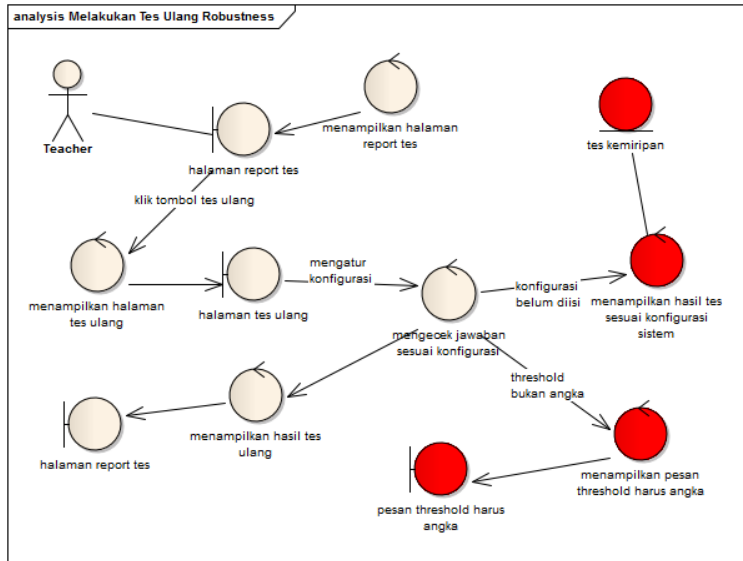 analysis Melakukan Tes Ulang Robustness
Teacher
halaman report tes
menampilkan halaman
report tes
tes kemiripan
klik tombol tes ulang
menampilkan halaman
tes ulang
halaman tes ulang
mengatur
konfigurasi
mengecek jawaban
sesuai konfigurasi
konfigurasi
belum diisi
menampilkan hasil tes
sesuai konfigurasi
sistem
threshold
bukan angka
menampilkan hasil tes
ulang
halaman report tes
menampilkan pesan
threshold harus angka
pesan threshold harus
angka